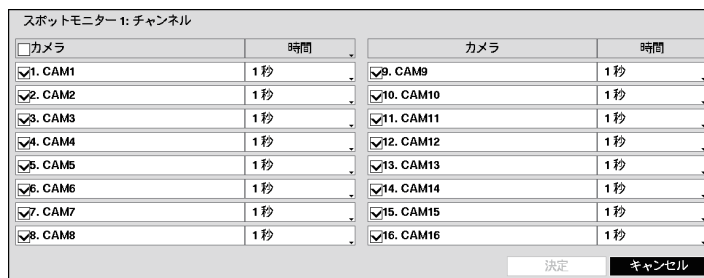 スポットモニター 1: チャンネル
カメラ 時間 カメラ 時間
1. CAM1 1 秒 9. CAM9 1 秒
2. CAM2 1 秒 10. CAM10 1 秒
3. CAM3 1 秒 11. CAM11 1 秒
4. CAM4 1 秒 12. CAM12 1 秒
5. CAM5 1 秒 13. CAM13 1 秒
6. CAM6 1 秒 14. CAM14 1 秒
7. CAM7 1 秒 15. CAM15 1 秒
8. CAM8 1 秒 16. CAM16 1 秒
決定 キャンセル